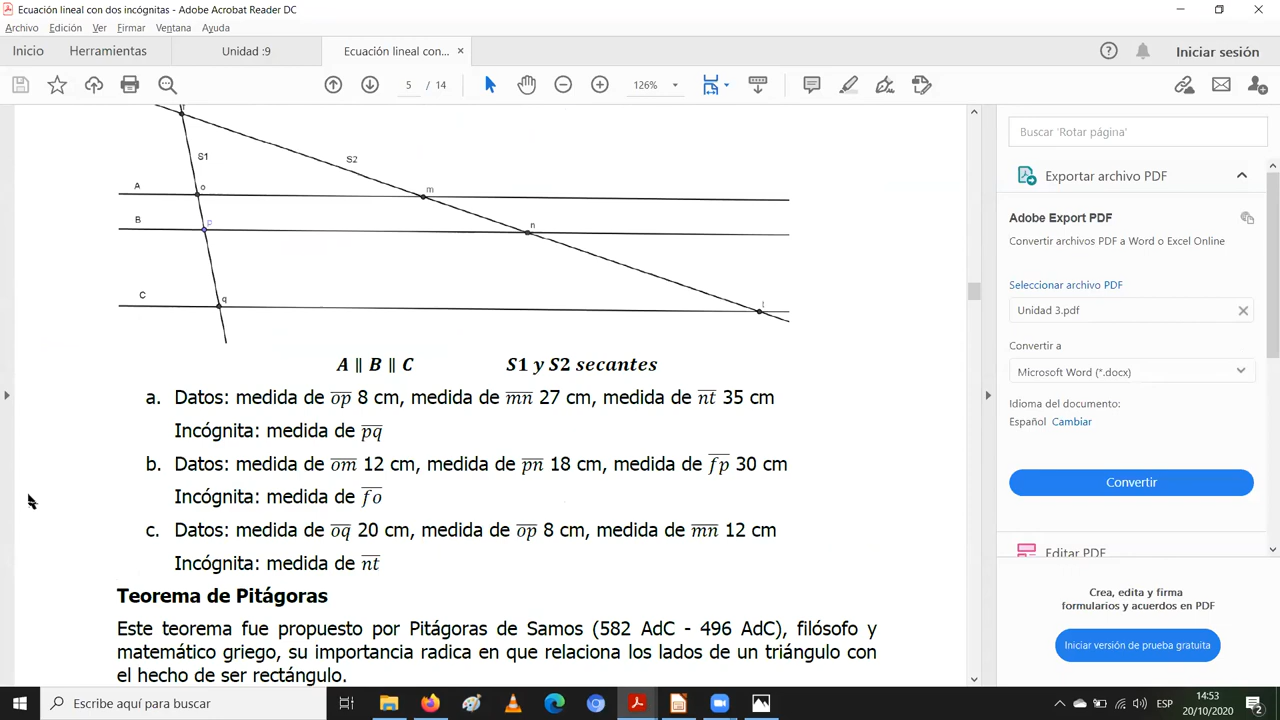 Ecuación lineal con dos incógnitas - Adobe Acrobat Reader DC
Archivo Edición Ver Firmar Ventana Ayuda
Inicio Herramientas Unidad :9 Ecuación lineal con... × Iniciar sesión
5 / 14 126%
f
S1 S2
A o m
B p n
C q t
A ∥ B ∥ C S1 y S2 secantes
a. Datos: medida de op 8 cm, medida de mn 27 cm, medida de nt 35 cm
Incógnita: medida de pq
b. Datos: medida de om 12 cm, medida de pn 18 cm, medida de fp 30 cm
Incógnita: medida de fo
c. Datos: medida de oq 20 cm, medida de op 8 cm, medida de mn 12 cm
Incógnita: medida de nt
Teorema de Pitágoras
Este teorema fue propuesto por Pitágoras de Samos (582 AdC - 496 AdC), filósofo y
matemático griego, su importancia radica en que relaciona los lados de un triángulo con
el hecho de ser rectángulo.
Buscar 'Rotar página'
Exportar archivo PDF
Adobe Export PDF
Convertir archivos PDF a Word o Excel Online
Seleccionar archivo PDF
Unidad 3.pdf
Convertir a
Microsoft Word (*.docx)
Idioma del documento:
Español Cambiar
Convertir
Editar PDF
Crea, edita y firma
formularios y acuerdos en PDF
Iniciar versión de prueba gratuita
Escribe aquí para buscar
ESP
14:53
20/10/2020
2